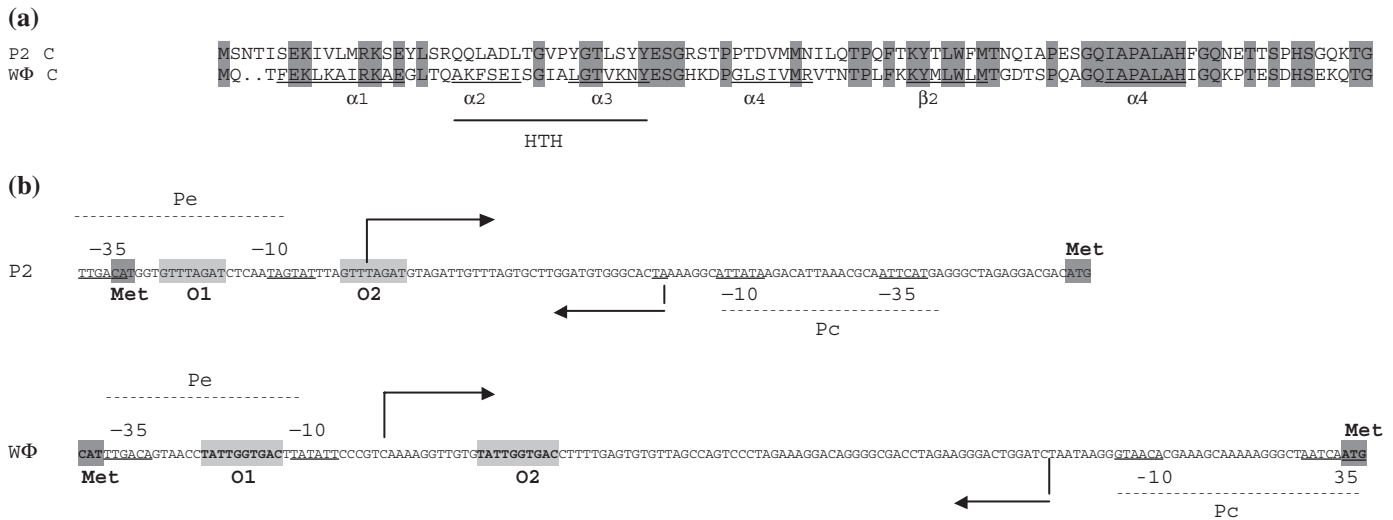 (a)
P2 C MSNTISEKIVLMRKSEYLSRQQLADLTGVPYGTLSYYESGRSTPPTDVMMNILQTPQFTKYTLWFMTNQIAPESGQIAPALAHFGQNETTSPHSGQKTG
WΦ C MQ..TFEKLKAIRKAEGLTQAKFSEISGIALGTVKNYESGHKDPGLSIVMRVTNTPLFKKYMLWLMTGDTSPQAGQIAPALAHIGQKPTESDHSEKQTG
α1 α2 α3 α4 β2 α4
HTH
(b)
Pe
−35 −10 Met
P2 TTGACATGGTGTTTAGATCTCAATAGTATTTAGTTTAGATGTAGATTGTTTAGTGCTTGGATGTGGGCACTAAAAGGCATTATAAGACATTAAACGCAATTCATGAGGGCTAGAGGACGACATG
Met O1 O2 −10 −35
Pc
Pe
−35 −10 Met
WΦ CATTTGACAGTAACCTATTGGTGACTTATATTCCCGTCAAAAGGTTGTGTATTGGTGACCTTTTGAGTGTGTTAGCCAGTCCCTAGAAAGGACAGGGGCGACCTAGAAGGGACTGGATCTAATAAGGGTAACACGAAAGCAAAAAGGGCTAATCAATG
Met O1 O2 -10 35
Pc